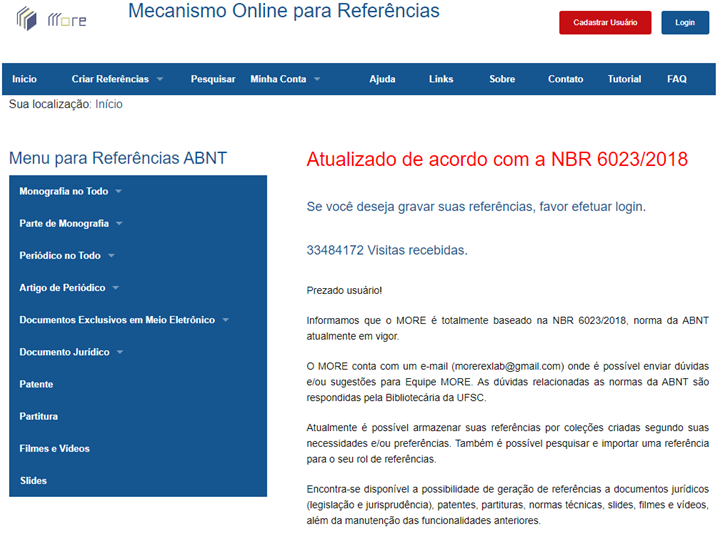 more
Mecanismo Online para Referências
Cadastrar Usuário
Login
Início
Criar Referências
Pesquisar
Minha Conta
Ajuda
Links
Sobre
Contato
Tutorial
FAQ
Sua localização: Início
Menu para Referências ABNT
Monografia no Todo
Parte de Monografia
Periódico no Todo
Artigo de Periódico
Documentos Exclusivos em Meio Eletrônico
Documento Jurídico
Patente
Partitura
Filmes e Vídeos
Slides
Atualizado de acordo com a NBR 6023/2018
Se você deseja gravar suas referências, favor efetuar login.
33484172 Visitas recebidas.
Prezado usuário!
Informamos que o MORE é totalmente baseado na NBR 6023/2018, norma da ABNT
atualmente em vigor.
O MORE conta com um e-mail (morerexlab@gmail.com) onde é possível enviar dúvidas
e/ou sugestões para Equipe MORE. As dúvidas relacionadas as normas da ABNT são
respondidas pela Bibliotecária da UFSC.
Atualmente é possível armazenar suas referências por coleções criadas segundo suas
necessidades e/ou preferências. Também é possível pesquisar e importar uma referência
para o seu rol de referências.
Encontra-se disponível a possibilidade de geração de referências a documentos jurídicos
(legislação e jurisprudência), patentes, partituras, normas técnicas, slides, filmes e vídeos,
além da manutenção das funcionalidades anteriores.